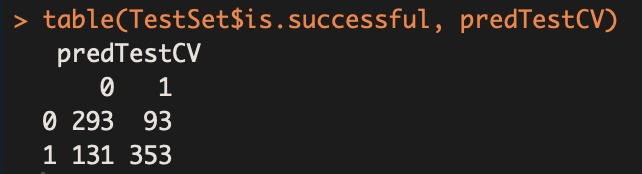 > table(TestSet$is.successful, predTestCV)
predTestCV
0 1
0 293 93
1 131 353